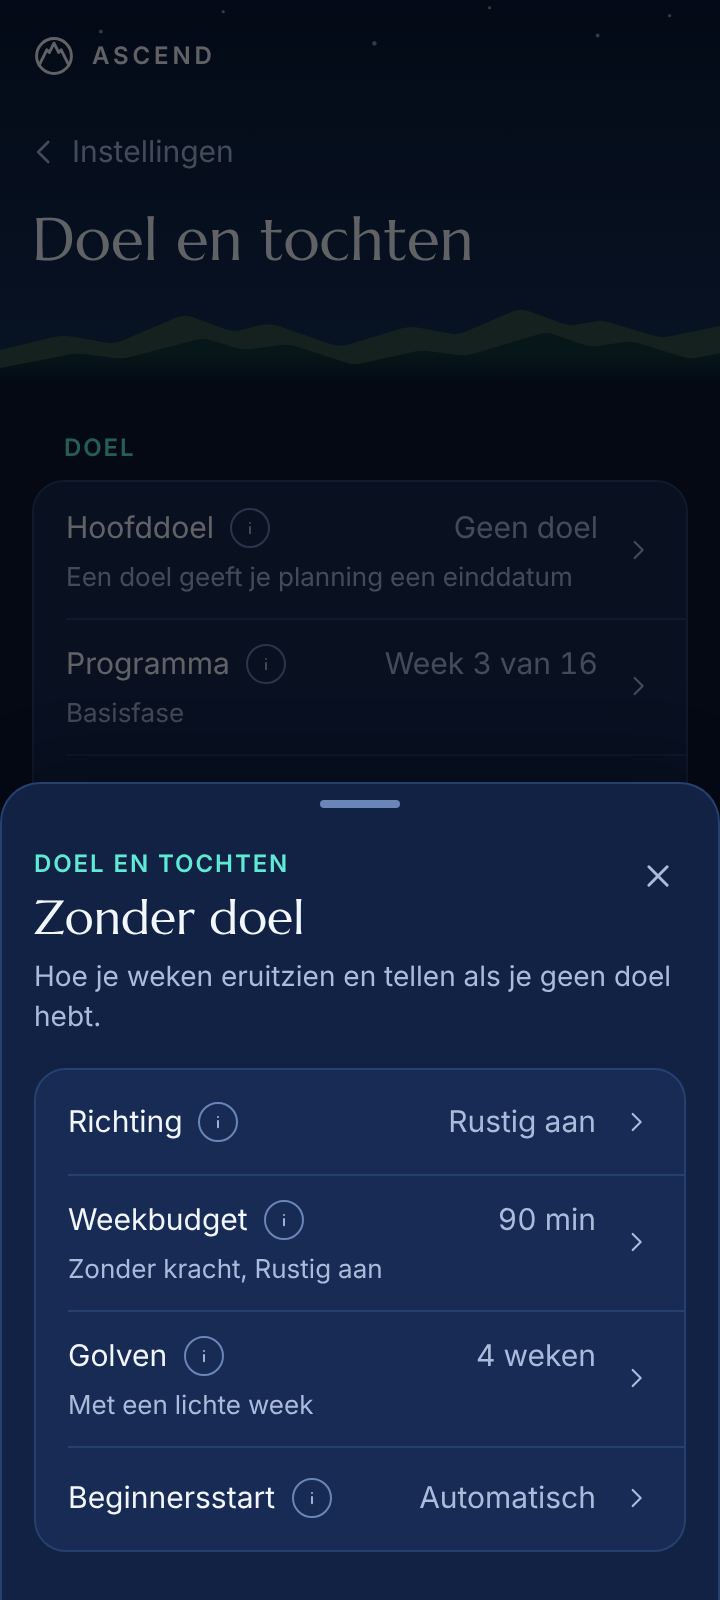 ASCEND
Instellingen
Doel en tochten
DOEL
Hoofddoel i Geen doel
Een doel geeft je planning een einddatum
Programma i Week 3 van 16
Basisfase
DOEL EN TOCHTEN
Zonder doel
Hoe je weken eruitzien en tellen als je geen doel
hebt.
Richting i Rustig aan
Weekbudget i 90 min
Zonder kracht, Rustig aan
Golven i 4 weken
Met een lichte week
Beginnersstart i Automatisch